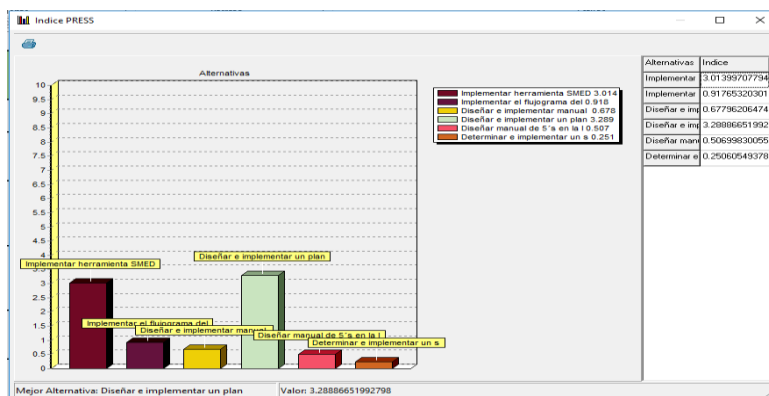 Indice PRESS
Alternativas
10
9.5
9
8.5
8
7.5
7
6.5
6
5.5
5
4.5
4
3.5
3
2.5
2
1.5
1
0.5
0
Implementar herramienta SMED
Implementar el flujograma del
Diseñar e implementar manual
Diseñar e implementar un plan
Diseñar manual de 5´s en la l
Determinar e implementar un s
Implementar herramienta SMED 3.014
Implementar el flujograma del 0.918
Diseñar e implementar manual 0.678
Diseñar e implementar un plan 3.289
Diseñar manual de 5´s en la l 0.507
Determinar e implementar un s 0.251
Alternativas Indice
Implementar 3.01399707794
Implementar 0.91765320301
Diseñar e imp 0.67796206474
Diseñar e imp 3.28886651992
Diseñar manu 0.50699830055
Determinar e 0.25060549378
Mejor Alternativa: Diseñar e implementar un plan Valor: 3.28886651992798